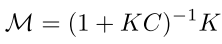 ℳ = (1 + KC)⁻¹K